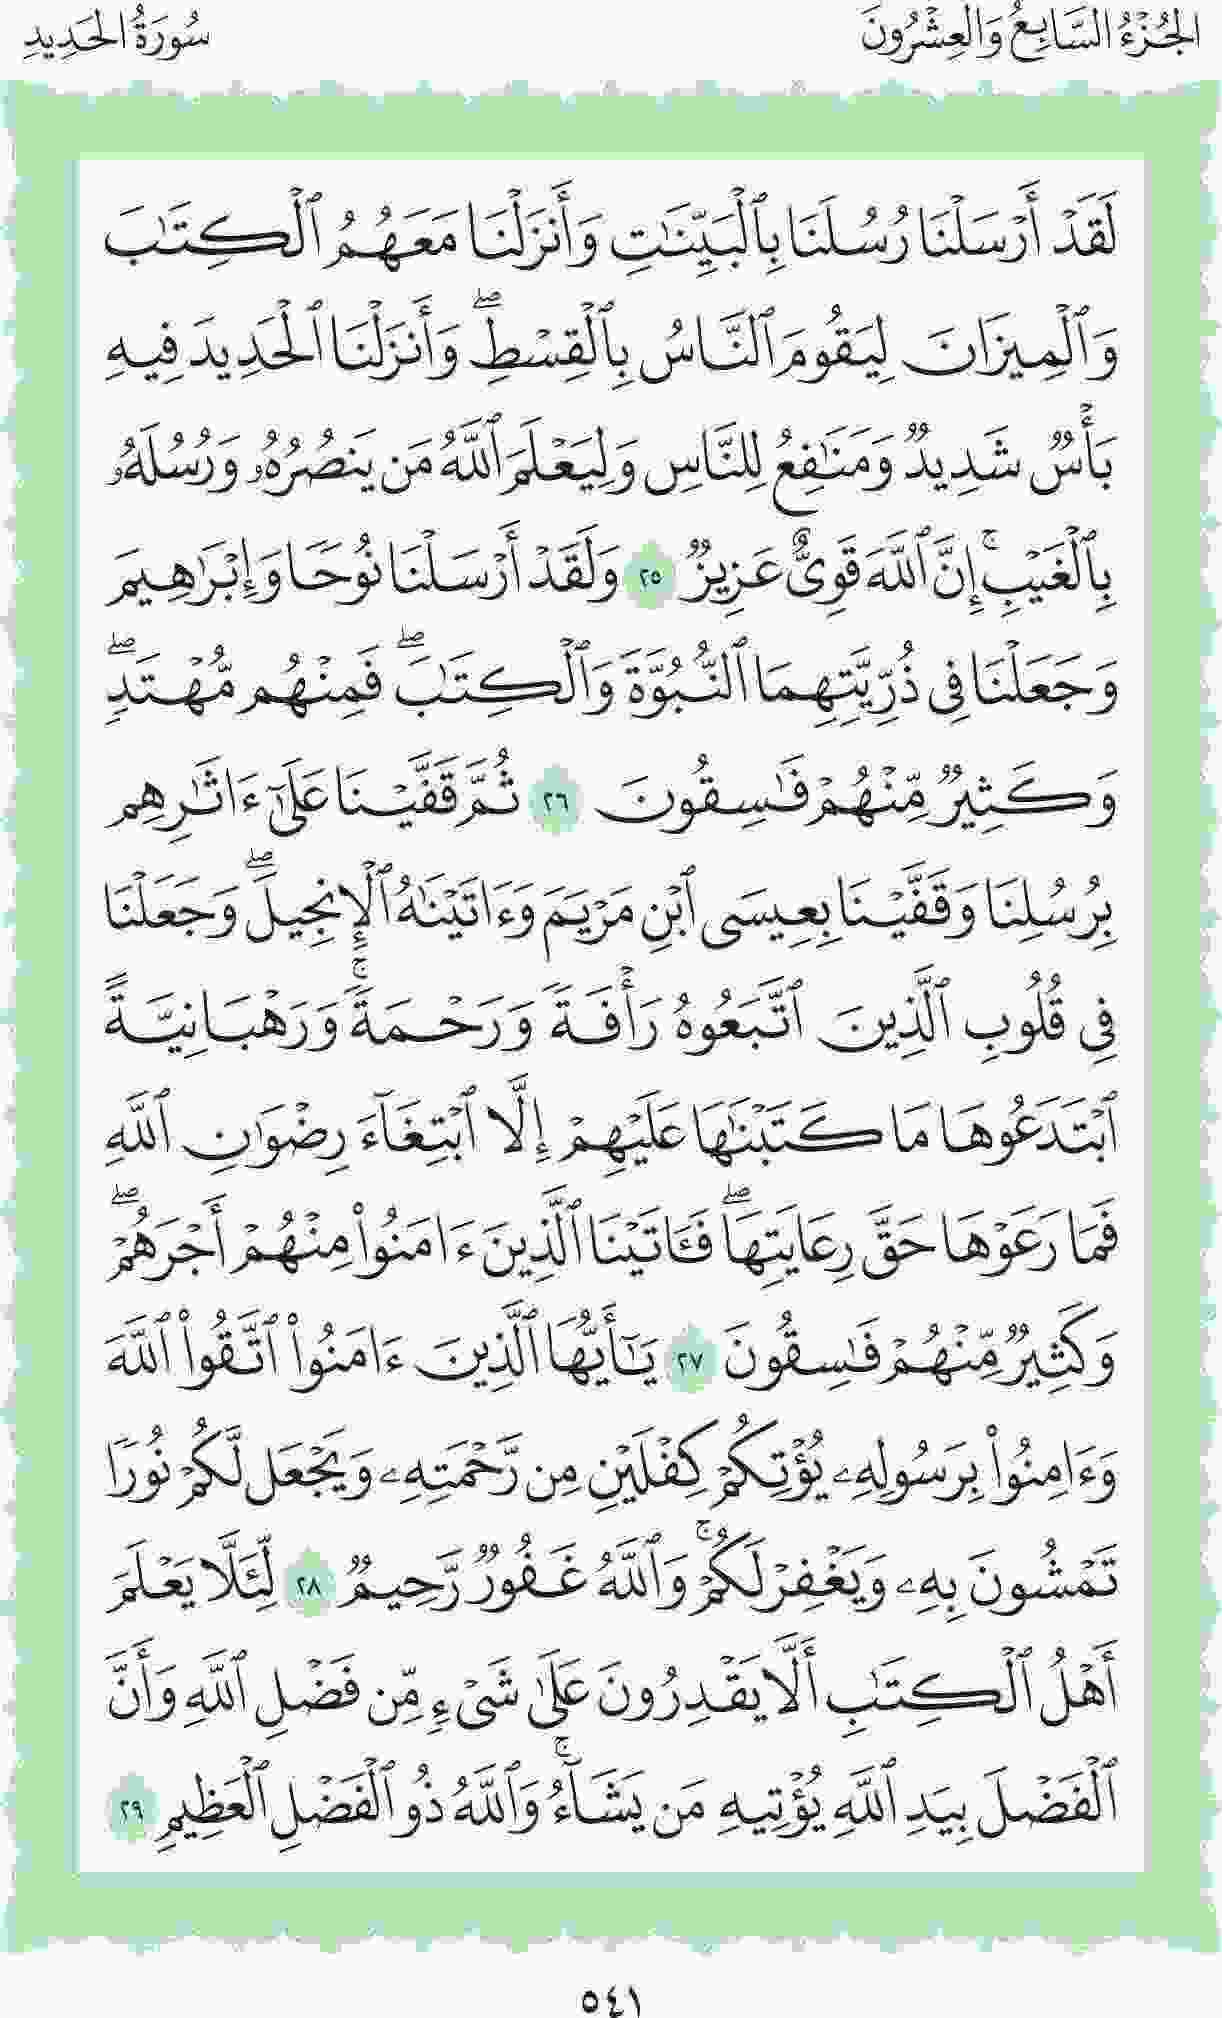 الجُزْءُ السَّابِعُ وَالعِشْرُونَ
سُورَةُ الحَدِيدِ
لَقَدْ أَرْسَلْنَا رُسُلَنَا بِٱلْبَيِّنَٰتِ وَأَنزَلْنَا مَعَهُمُ ٱلْكِتَٰبَ
وَٱلْمِيزَانَ لِيَقُومَ ٱلنَّاسُ بِٱلْقِسْطِۖ وَأَنزَلْنَا ٱلْحَدِيدَ فِيهِ
بَأْسٌ شَدِيدٌ وَمَنَٰفِعُ لِلنَّاسِ وَلِيَعْلَمَ ٱللَّهُ مَن يَنصُرُهُۥ وَرُسُلَهُۥ
بِٱلْغَيْبِۚ إِنَّ ٱللَّهَ قَوِىٌّ عَزِيزٌ ٢٥ وَلَقَدْ أَرْسَلْنَا نُوحًا وَإِبْرَٰهِيمَ
وَجَعَلْنَا فِى ذُرِّيَّتِهِمَا ٱلنُّبُوَّةَ وَٱلْكِتَٰبَۖ فَمِنْهُم مُّهْتَدٍۖ
وَكَثِيرٌ مِّنْهُمْ فَٰسِقُونَ ٢٦ ثُمَّ قَفَّيْنَا عَلَىٰٓ ءَاثَٰرِهِم
بِرُسُلِنَا وَقَفَّيْنَا بِعِيسَى ٱبْنِ مَرْيَمَ وَءَاتَيْنَٰهُ ٱلْإِنجِيلَۖ وَجَعَلْنَا
فِى قُلُوبِ ٱلَّذِينَ ٱتَّبَعُوهُ رَأْفَةً وَرَحْمَةًۚ وَرَهْبَانِيَّةً
ٱبْتَدَعُوهَا مَا كَتَبْنَٰهَا عَلَيْهِمْ إِلَّا ٱبْتِغَآءَ رِضْوَٰنِ ٱللَّهِ
فَمَا رَعَوْهَا حَقَّ رِعَايَتِهَاۖ فَـَٔاتَيْنَا ٱلَّذِينَ ءَامَنُوا۟ مِنْهُمْ أَجْرَهُمْۖ
وَكَثِيرٌ مِّنْهُمْ فَٰسِقُونَ ٢٧ يَٰٓأَيُّهَا ٱلَّذِينَ ءَامَنُوا۟ ٱتَّقُوا۟ ٱللَّهَ
وَءَامِنُوا۟ بِرَسُولِهِۦ يُؤْتِكُمْ كِفْلَيْنِ مِن رَّحْمَتِهِۦ وَيَجْعَل لَّكُمْ نُورًا
تَمْشُونَ بِهِۦ وَيَغْفِرْ لَكُمْۚ وَٱللَّهُ غَفُورٌ رَّحِيمٌ ٢٨ لِّئَلَّا يَعْلَمَ
أَهْلُ ٱلْكِتَٰبِ أَلَّا يَقْدِرُونَ عَلَىٰ شَىْءٍ مِّن فَضْلِ ٱللَّهِ وَأَنَّ
ٱلْفَضْلَ بِيَدِ ٱللَّهِ يُؤْتِيهِ مَن يَشَآءُۚ وَٱللَّهُ ذُو ٱلْفَضْلِ ٱلْعَظِيمِ ٢٩
٥٤١